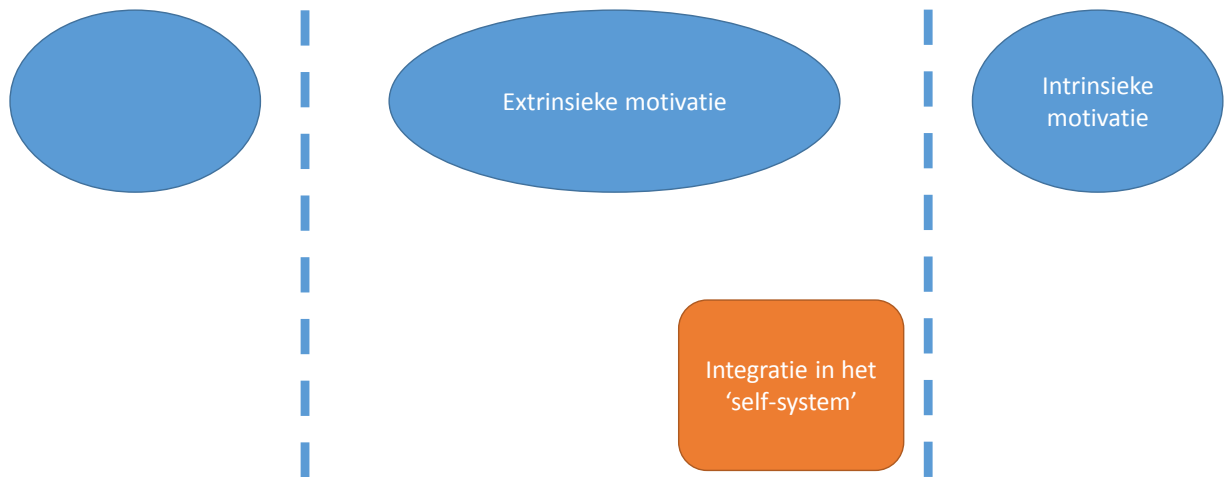 Extrinsieke motivatie
Intrinsieke
motivatie
Integratie in het
‘self-system’